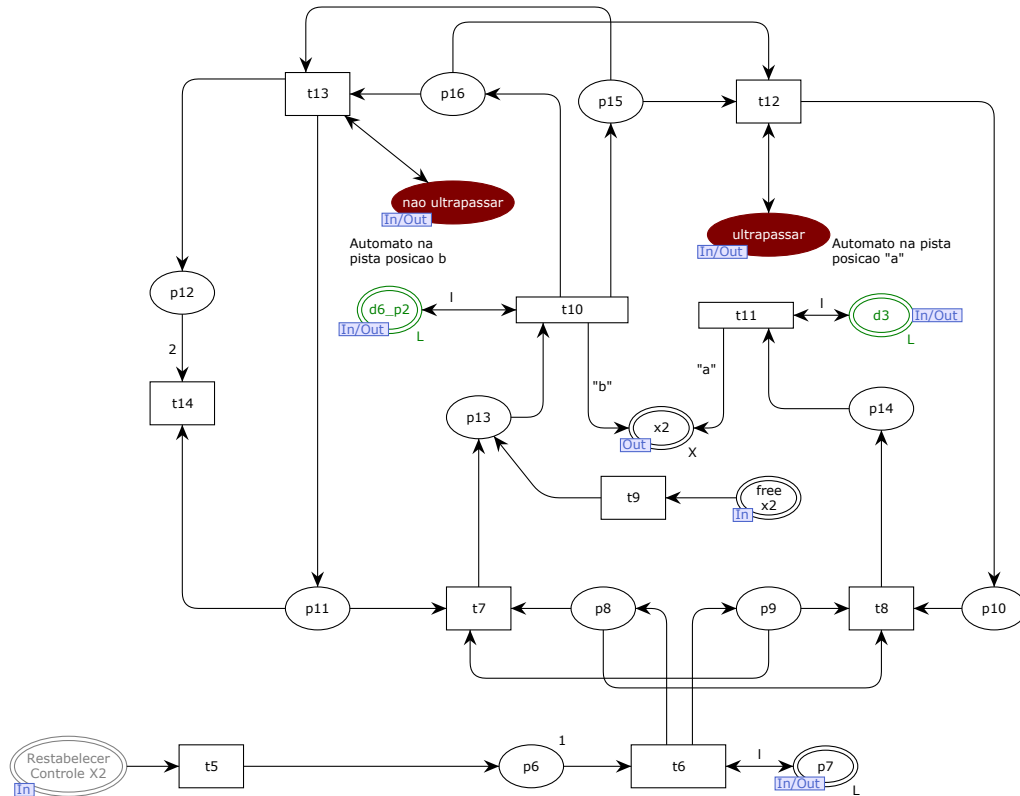 t13
p16
p15
t12
nao ultrapassar
In/Out
ultrapassar
In/Out
Automato na
pista posicao b
Automato na pista
posicao "a"
p12
d6_p2
In/Out
L
l
t10
t11
l
d3
In/Out
L
2
t14
"b"
"a"
p13
x2
Out
X
p14
t9
free
x2
In
p11
t7
p8
p9
t8
p10
Restabelecer
Controle X2
In
t5
p6
1
t6
l
p7
In/Out
L